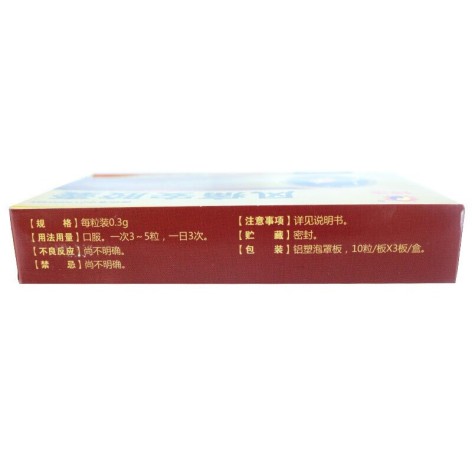 【规　　格】每粒装0.3g
【用法用量】口服。一次3~5粒，一日3次。
【不良反应】尚不明确。
【禁　　忌】尚不明确。
【注意事项】详见说明书。
【贮　　藏】密封。
【包　　装】铝塑泡罩板，10粒/板X3板/盒。